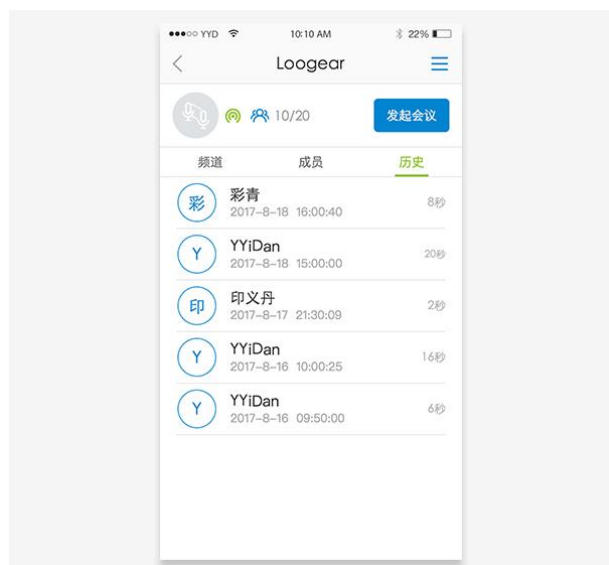 YYD 10:10 AM 22%
Loogear
10/20 发起会议
频道 成员 历史
彩 彩青 8秒
2017-8-18 16:00:40
Y YYiDan 20秒
2017-8-18 15:00:00
印 印义丹 2秒
2017-8-17 21:30:09
Y YYiDan 16秒
2017-8-16 10:00:25
Y YYiDan 6秒
2017-8-16 09:50:00